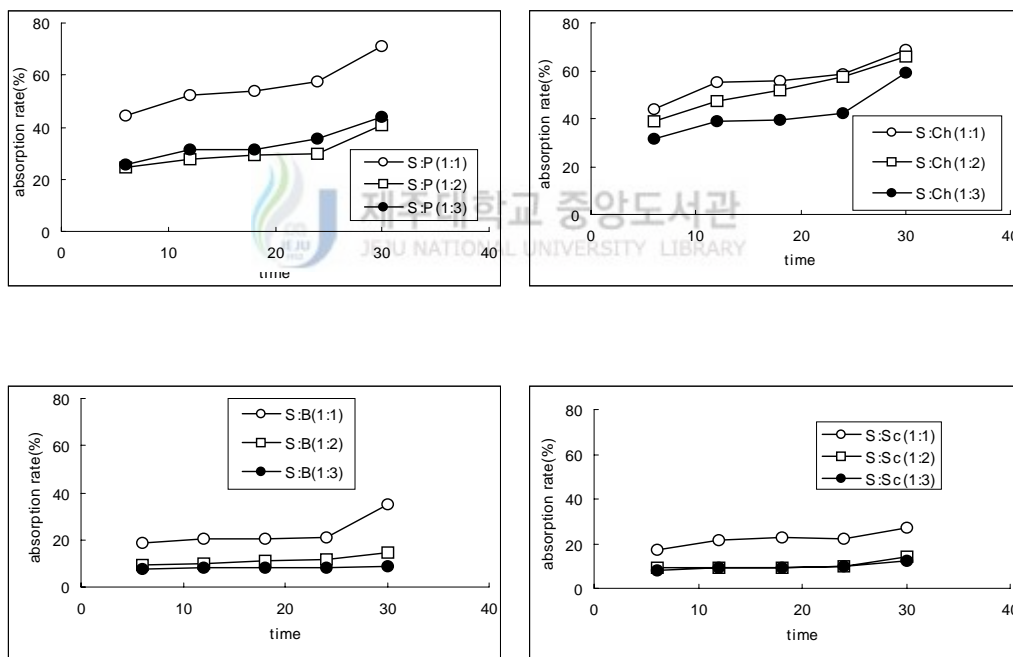 80
60
40
20
0
absorption rate(%)
0 10 20 30 40
time
S:P(1:1)
S:P(1:2)
S:P(1:3)
80
60
40
20
0
absorption rate(%)
0 10 20 30 40
time
S:Ch(1:1)
S:Ch(1:2)
S:Ch(1:3)
JEJU
1952
제주대학교 중앙도서관
JEJU NATIONAL UNIVERSITY LIBRARY
80
60
40
20
0
absorption rate(%)
0 10 20 30 40
time
S:B(1:1)
S:B(1:2)
S:B(1:3)
80
60
40
20
0
absorption rate(%)
0 10 20 30 40
time
S:Sc(1:1)
S:Sc(1:2)
S:Sc(1:3)